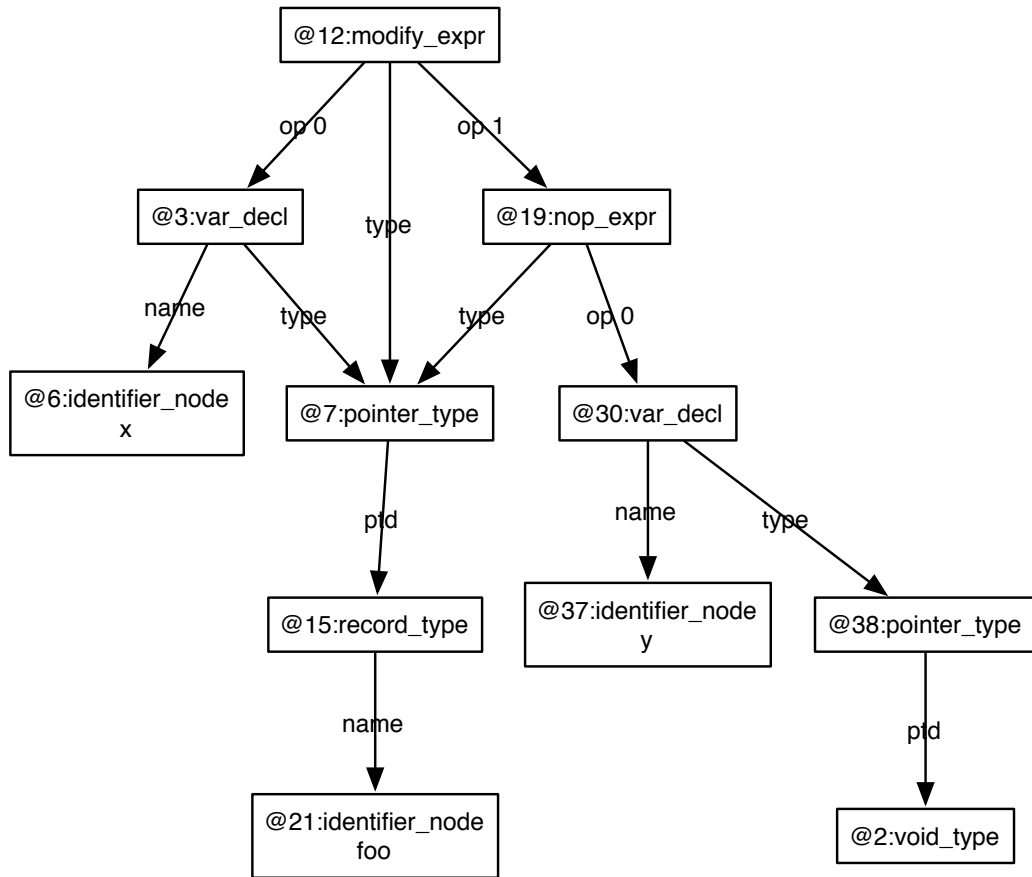 @12:modify_expr
op 0
op 1
@3:var_decl
type
@19:nop_expr
name
type
type
op 0
@6:identifier_node
x
@7:pointer_type
@30:var_decl
ptd
name
type
@15:record_type
@37:identifier_node
y
@38:pointer_type
name
ptd
@21:identifier_node
foo
@2:void_type